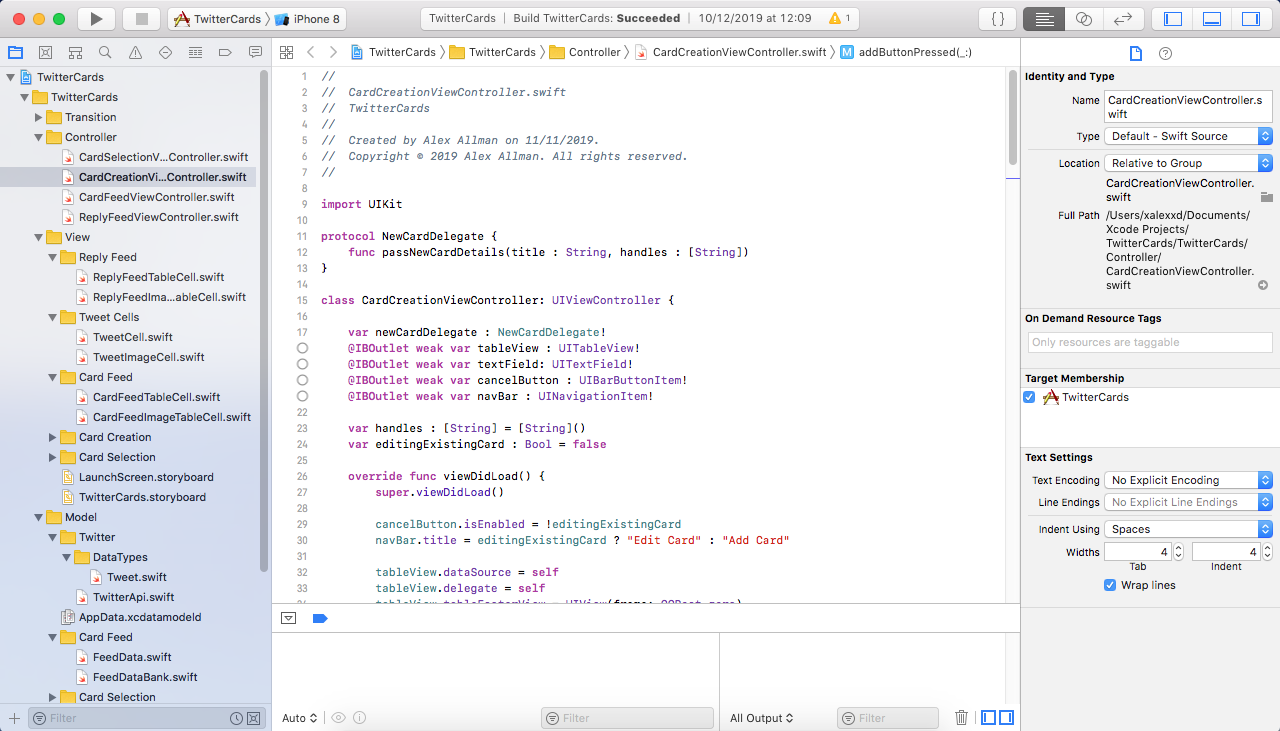 TwitterCards iPhone 8
TwitterCards Build TwitterCards: Succeeded 10/12/2019 at 12:09 1
TwitterCards TwitterCards Controller CardCreationViewController.swift M addButtonPressed(_:)
TwitterCards
TwitterCards
Transition
Controller
CardSelectionV...Controller.swift
CardCreationVi...Controller.swift
CardFeedViewController.swift
ReplyFeedViewController.swift
View
Reply Feed
ReplyFeedTableCell.swift
ReplyFeedIma...ableCell.swift
Tweet Cells
TweetCell.swift
TweetImageCell.swift
Card Feed
CardFeedTableCell.swift
CardFeedImageTableCell.swift
Card Creation
Card Selection
LaunchScreen.storyboard
TwitterCards.storyboard
Model
Twitter
DataTypes
Tweet.swift
TwitterApi.swift
AppData.xcdatamodeld
Card Feed
FeedData.swift
FeedDataBank.swift
Card Selection
Filter
1 //
2 // CardCreationViewController.swift
3 // TwitterCards
4 //
5 // Created by Alex Allman on 11/11/2019.
6 // Copyright © 2019 Alex Allman. All rights reserved.
7 //
8
9 import UIKit
10
11 protocol NewCardDelegate {
12 func passNewCardDetails(title : String, handles : [String])
13 }
14
15 class CardCreationViewController: UIViewController {
16
17 var newCardDelegate : NewCardDelegate!
@IBOutlet weak var tableView : UITableView!
@IBOutlet weak var textField: UITextField!
@IBOutlet weak var cancelButton : UIBarButtonItem!
@IBOutlet weak var navBar : UINavigationItem!
22
23 var handles : [String] = [String]()
24 var editingExistingCard : Bool = false
25
26 override func viewDidLoad() {
27 super.viewDidLoad()
28
29 cancelButton.isEnabled = !editingExistingCard
30 navBar.title = editingExistingCard ? "Edit Card" : "Add Card"
31
32 tableView.dataSource = self
33 tableView.delegate = self
Auto
Filter
All Output
Filter
Identity and Type
Name CardCreationViewController.s
wift
Type Default - Swift Source
Location Relative to Group
CardCreationViewController.
swift
Full Path /Users/xalexxd/Documents/
Xcode Projects/
TwitterCards/TwitterCards/
Controller/
CardCreationViewController.
swift
On Demand Resource Tags
Only resources are taggable
Target Membership
TwitterCards
Text Settings
Text Encoding No Explicit Encoding
Line Endings No Explicit Line Endings
Indent Using Spaces
Widths 4 4
Tab Indent
Wrap lines